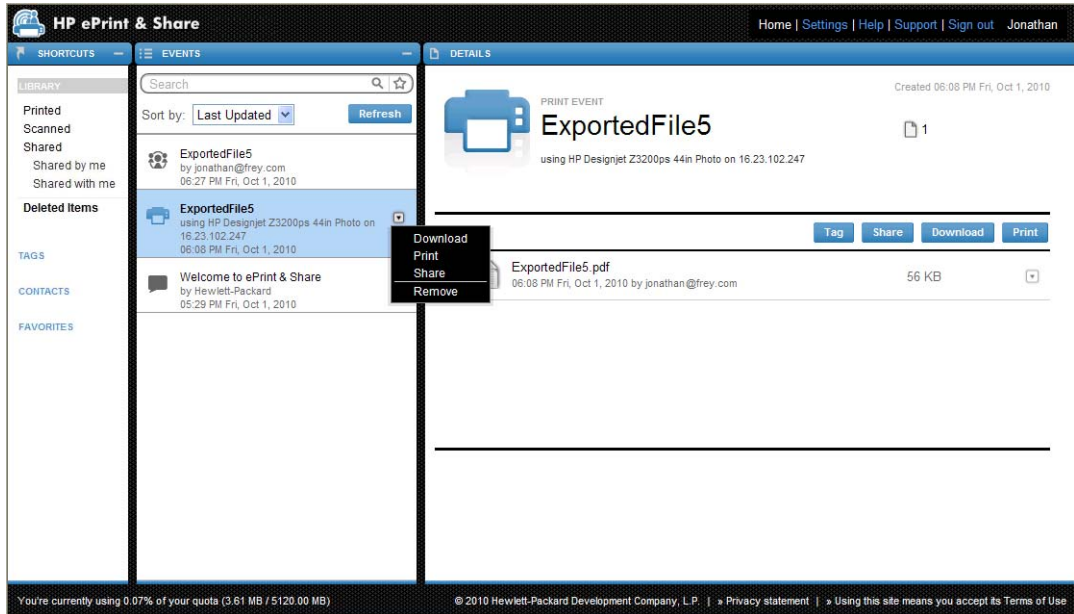 HP ePrint & Share
Home | Settings | Help | Support | Sign out Jonathan
SHORTCUTS
LIBRARY
Printed
Scanned
Shared
Shared by me
Shared with me
Deleted Items
TAGS
CONTACTS
FAVORITES
EVENTS
Search
Sort by: Last Updated Refresh
ExportedFile5
by jonathan@frey.com
06:27 PM Fri, Oct 1, 2010
ExportedFile5
using HP Designjet Z3200ps 44in Photo on
16.23.102.247
06:08 PM Fri, Oct 1, 2010
Welcome to ePrint & Share
by Hewlett-Packard
05:29 PM Fri, Oct 1, 2010
Download
Print
Share
Remove
DETAILS
Created 06:08 PM Fri, Oct 1, 2010
PRINT EVENT
ExportedFile5
1
using HP Designjet Z3200ps 44in Photo on 16.23.102.247
Tag Share Download Print
ExportedFile5.pdf
06:08 PM Fri, Oct 1, 2010 by jonathan@frey.com
56 KB
You're currently using 0.07% of your quota (3.61 MB / 5120.00 MB)
© 2010 Hewlett-Packard Development Company, L.P. | » Privacy statement | » Using this site means you accept its Terms of Use